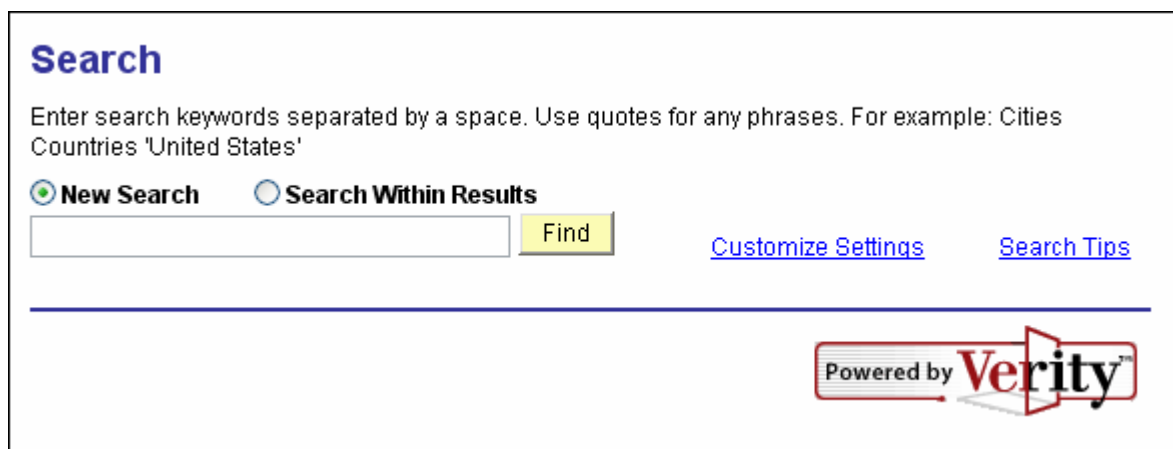 Search
Enter search keywords separated by a space. Use quotes for any phrases. For example: Cities
Countries 'United States'
New Search Search Within Results
Find Customize Settings Search Tips
Powered by Verity™